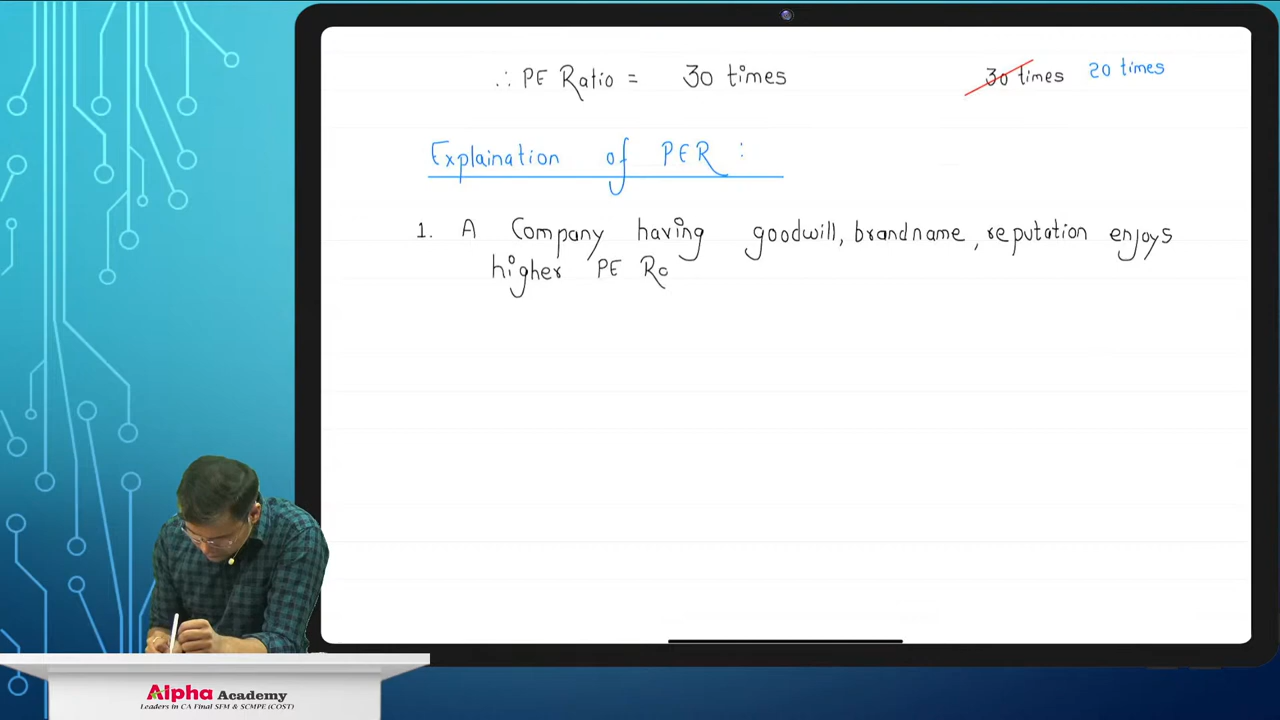 ∴ PE Ratio = 30 times 30 times 20 times
Explaination of PER :
1. A Company having goodwill, brandname, reputation enjoys
higher PE Ra
Alpha Academy
Leaders in CA Final SFM & SCMPE (COST)